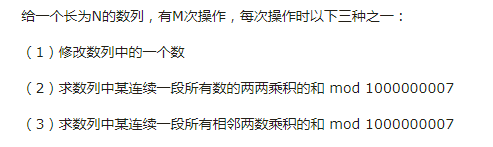 给一个长为N的数列，有M次操作，每次操作时以下三种之一：
（1）修改数列中的一个数
（2）求数列中某连续一段所有数的两两乘积的和 mod 1000000007
（3）求数列中某连续一段所有相邻两数乘积的和 mod 1000000007